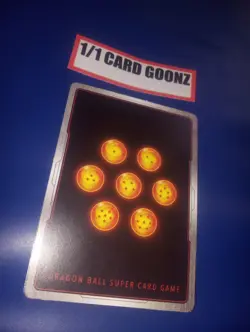 1/1 CARD GOONZ
DRAGON BALL SUPER CARD GAME